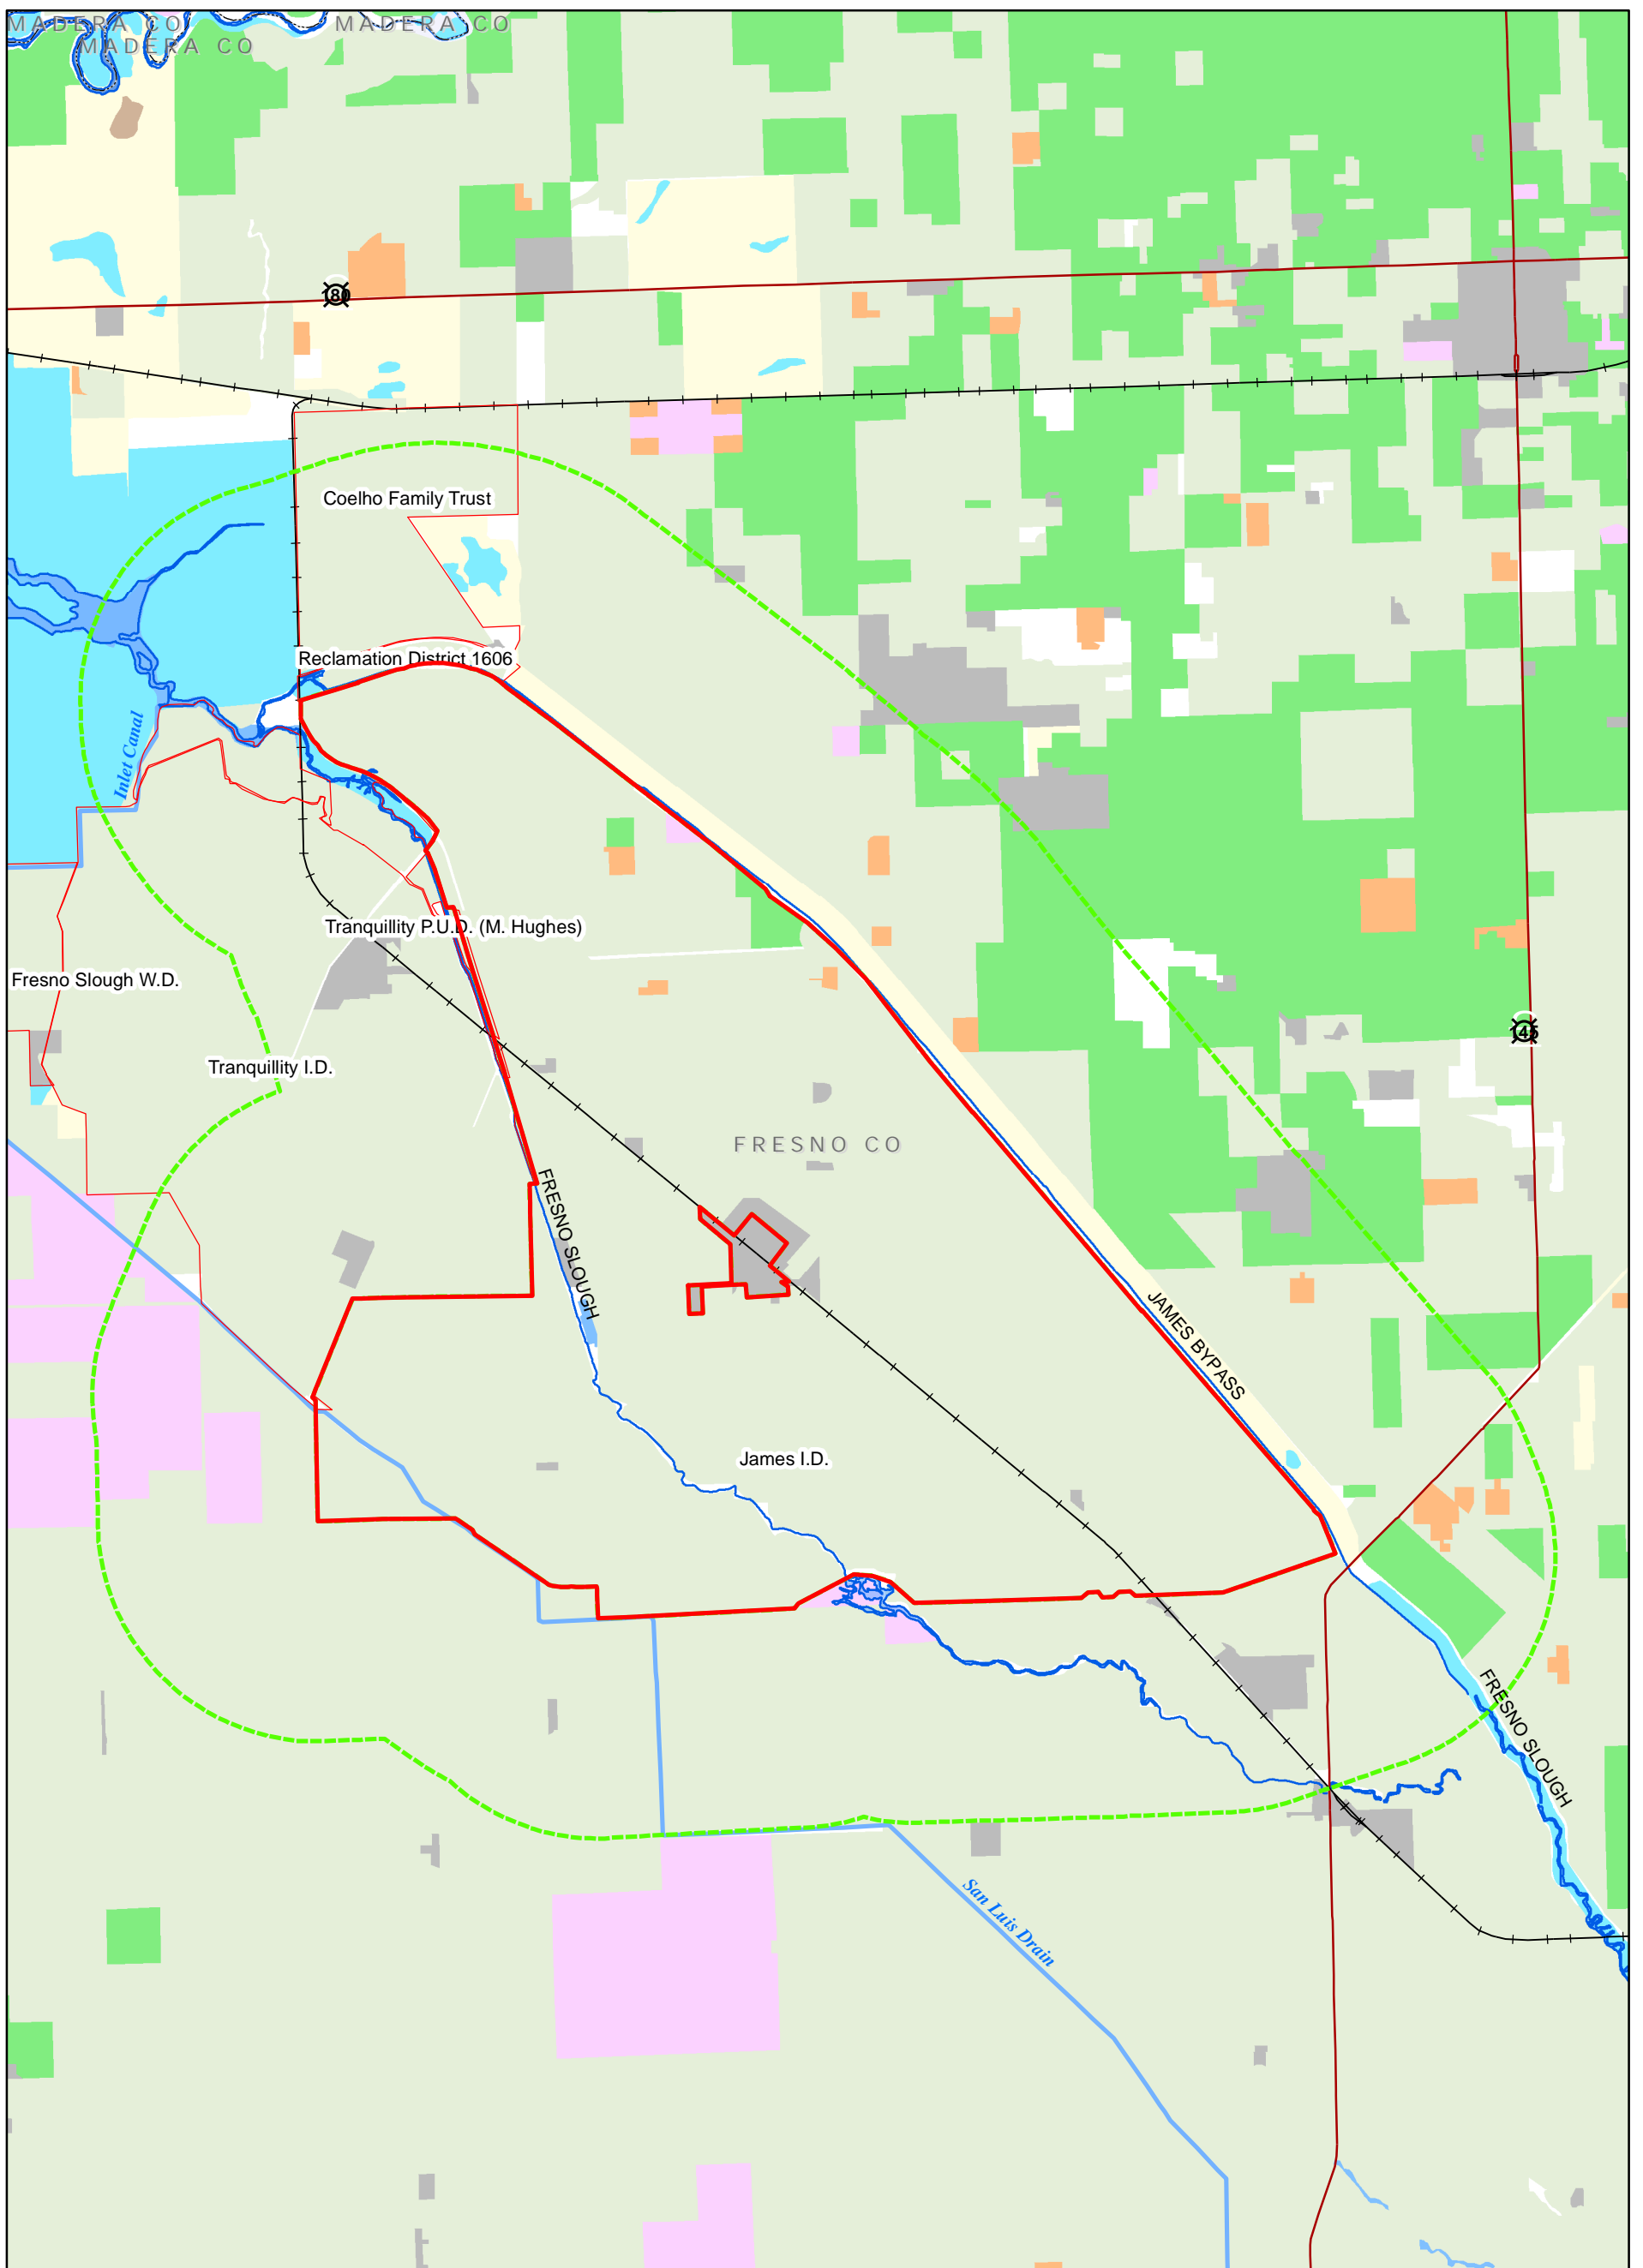 MADERA CO
MADERA CO
MADERA CO
180
Coelho Family Trust
Reclamation District 1606
Inlet Canal
Tranquillity P.U.D. (M. Hughes)
Fresno Slough W.D.
145
Tranquillity I.D.
FRESNO CO
FRESNO SLOUGH
JAMES BYPASS
James I.D.
FRESNO SLOUGH
San Luis Drain